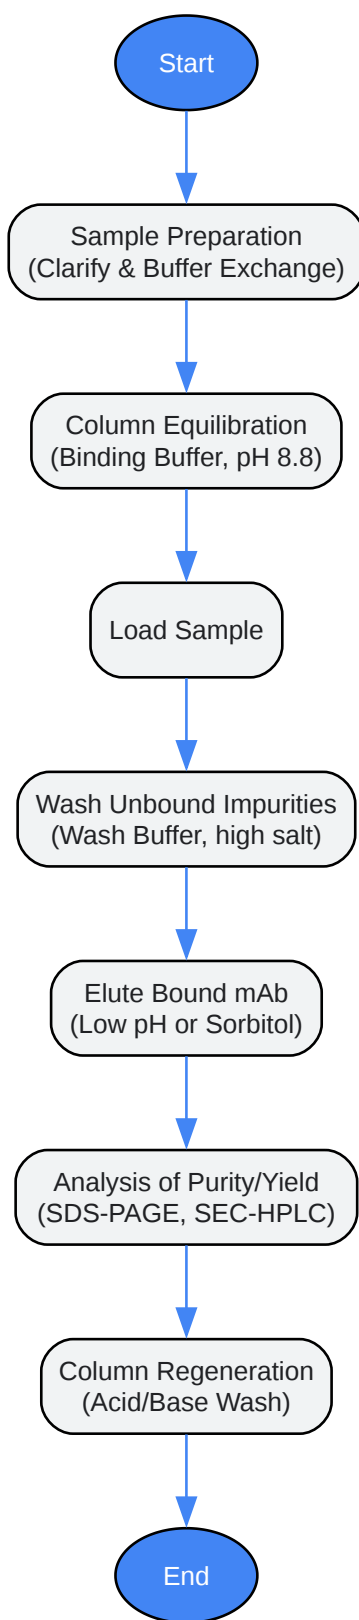 Start
Sample Preparation
(Clarify & Buffer Exchange)
Column Equilibration
(Binding Buffer, pH 8.8)
Load Sample
Wash Unbound Impurities
(Wash Buffer, high salt)
Elute Bound mAb
(Low pH or Sorbitol)
Analysis of Purity/Yield
(SDS-PAGE, SEC-HPLC)
Column Regeneration
(Acid/Base Wash)
End